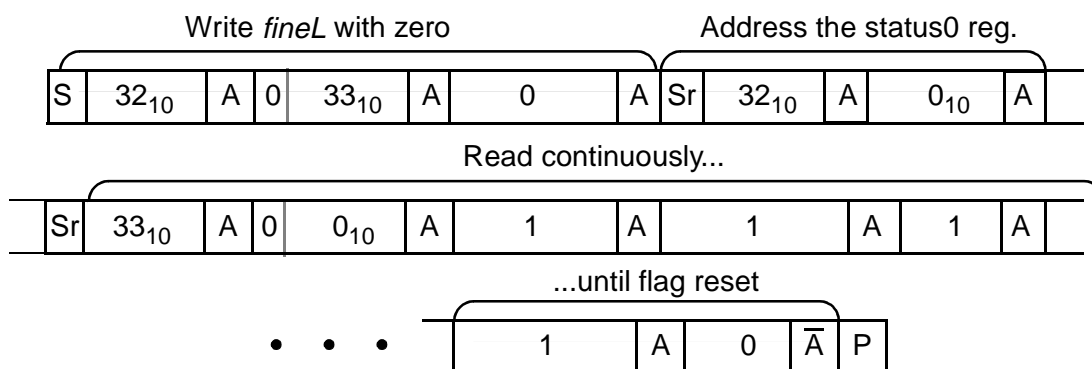 Write fineL with zero Address the status0 reg.
S 32₁₀ A 0 33₁₀ A 0 A Sr 32₁₀ A 0₁₀ A
Read continuously...
Sr 33₁₀ A 0 0₁₀ A 1 A 1 A 1 A
...until flag reset
• • • 1 A 0 A̅ P